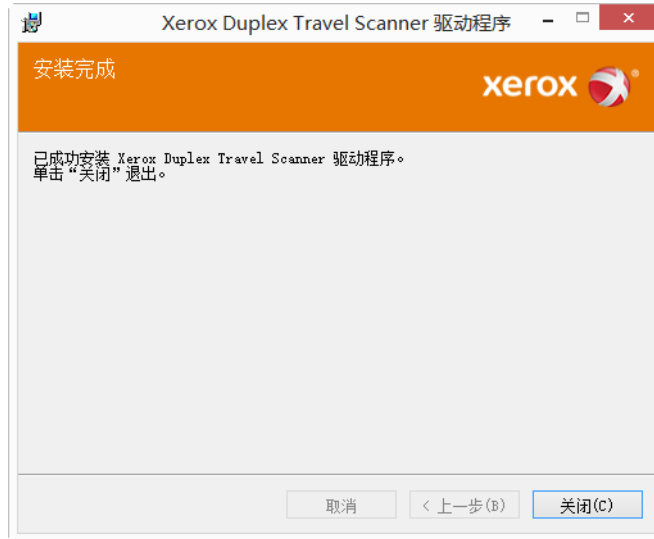 Xerox Duplex Travel Scanner 驱动程序
安装完成
xerox
已成功安装 Xerox Duplex Travel Scanner 驱动程序。
单击“关闭”退出。
取消
< 上一步(B)
关闭(C)